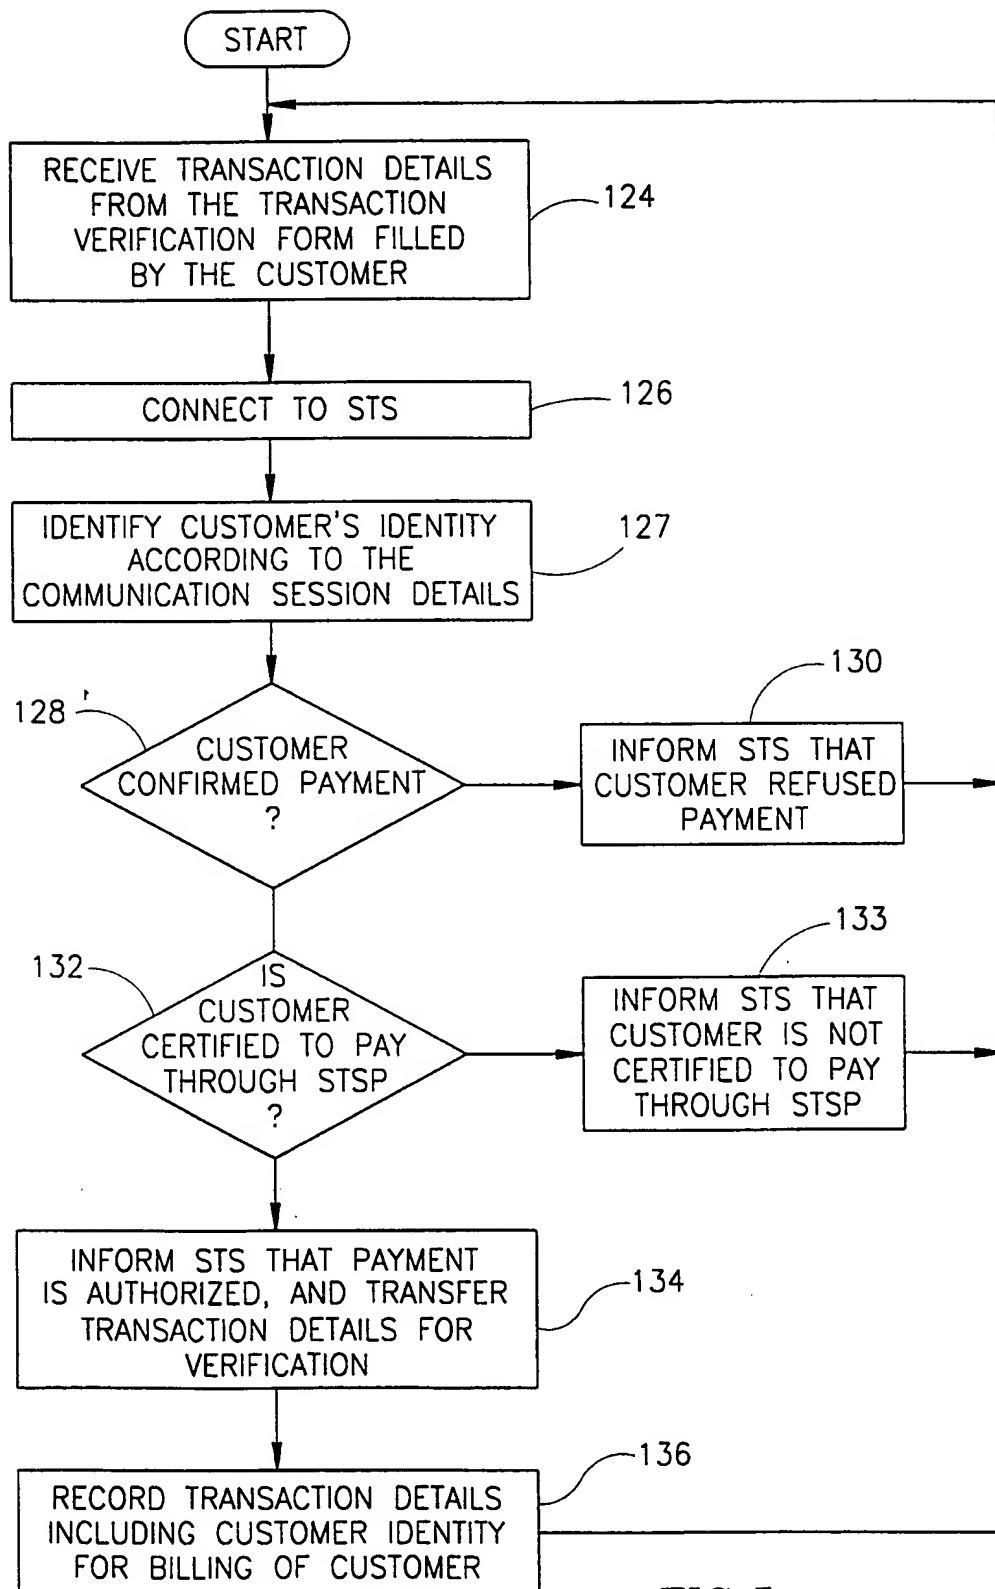 START
RECEIVE TRANSACTION DETAILS
FROM THE TRANSACTION
VERIFICATION FORM FILLED
BY THE CUSTOMER
124
CONNECT TO STS
126
IDENTIFY CUSTOMER'S IDENTITY
ACCORDING TO THE
COMMUNICATION SESSION DETAILS
127
128
CUSTOMER
CONFIRMED PAYMENT
?
130
INFORM STS THAT
CUSTOMER REFUSED
PAYMENT
132
IS
CUSTOMER
CERTIFIED TO PAY
THROUGH STSP
?
133
INFORM STS THAT
CUSTOMER IS NOT
CERTIFIED TO PAY
THROUGH STSP
INFORM STS THAT PAYMENT
IS AUTHORIZED, AND TRANSFER
TRANSACTION DETAILS FOR
VERIFICATION
134
RECORD TRANSACTION DETAILS
INCLUDING CUSTOMER IDENTITY
FOR BILLING OF CUSTOMER
136